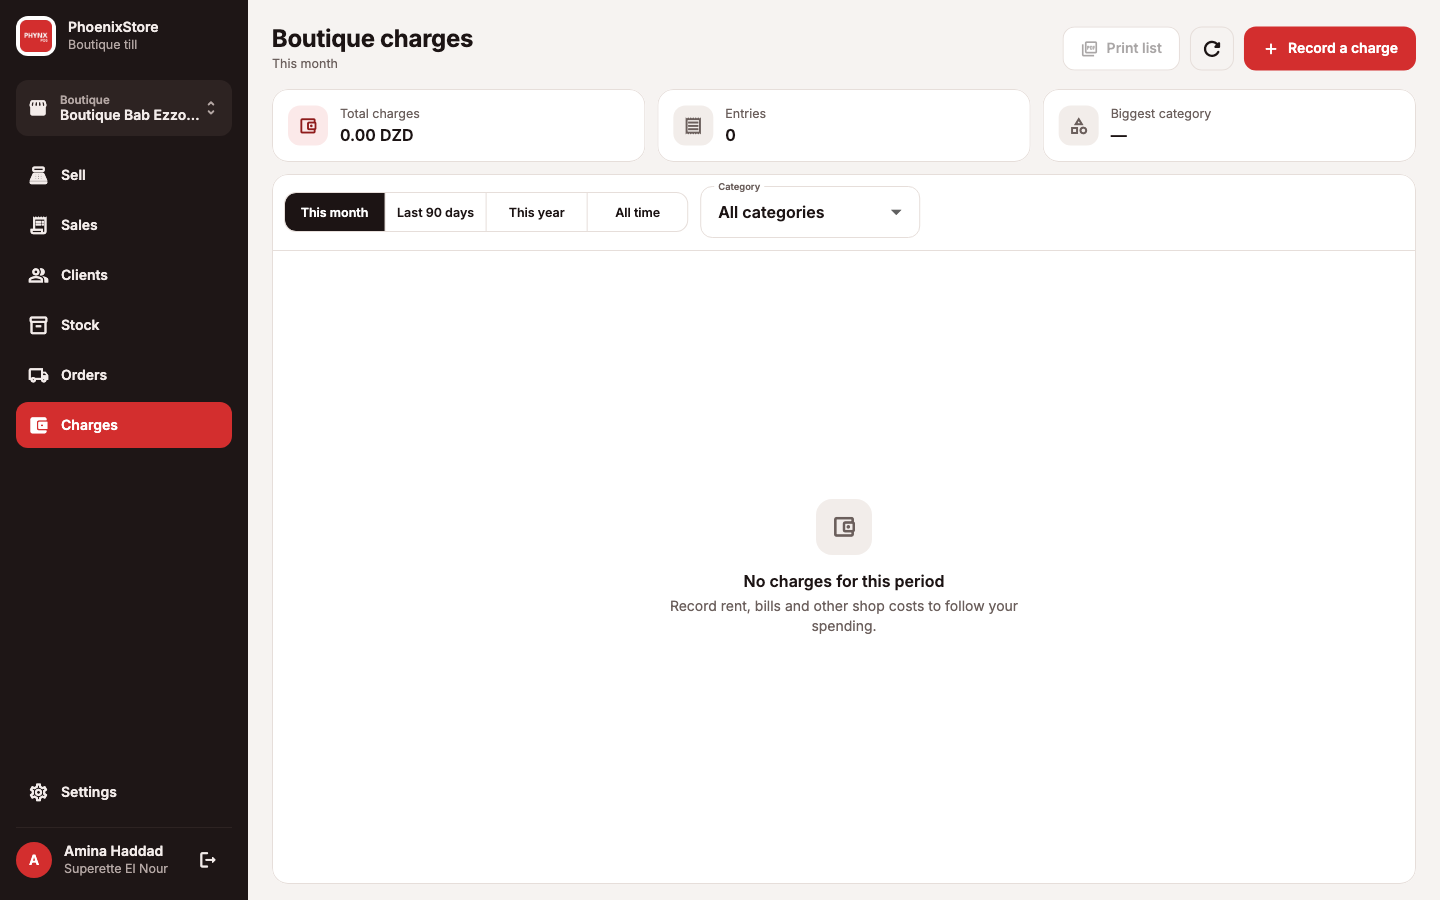 PHYNX
POS
PhoenixStore
Boutique till
Boutique
Boutique Bab Ezzo...
Sell
Sales
Clients
Stock
Orders
Charges
Settings
A
Amina Haddad
Superette El Nour
Boutique charges
This month
Print list
Record a charge
Total charges
0.00 DZD
Entries
0
Biggest category
—
This month
Last 90 days
This year
All time
Category
All categories
No charges for this period
Record rent, bills and other shop costs to follow your
spending.